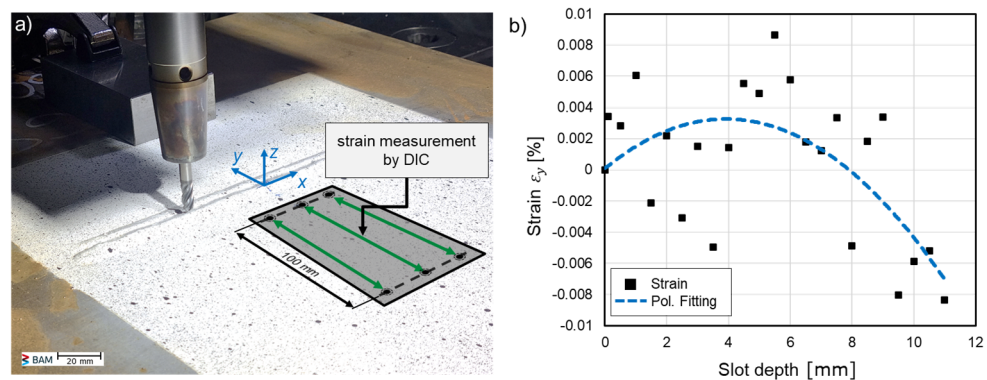 a)
strain measurement
by DIC
y
z
x
100 mm
BAM
20 mm
b)
Strain εy [%]
0.01
0.008
0.006
0.004
0.002
0
-0.002
-0.004
-0.006
-0.008
-0.01
Strain
Pol. Fitting
0 2 4 6 8 10 12
Slot depth [mm]